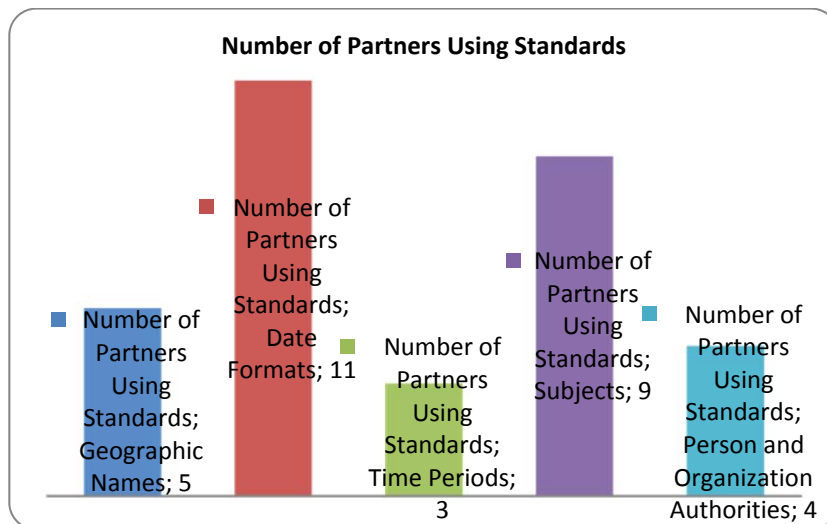 Number of Partners Using Standards
Number of
Partners
Using
Standards;
Geographic
Names; 5
Number of
Partners
Using
Standards;
Date
Formats; 11
Number of
Partners
Using
Standards;
Time Periods;
3
Number of
Partners
Using
Standards;
Subjects; 9
Number of
Partners
Using
Standards;
Person and
Organization
Authorities; 4